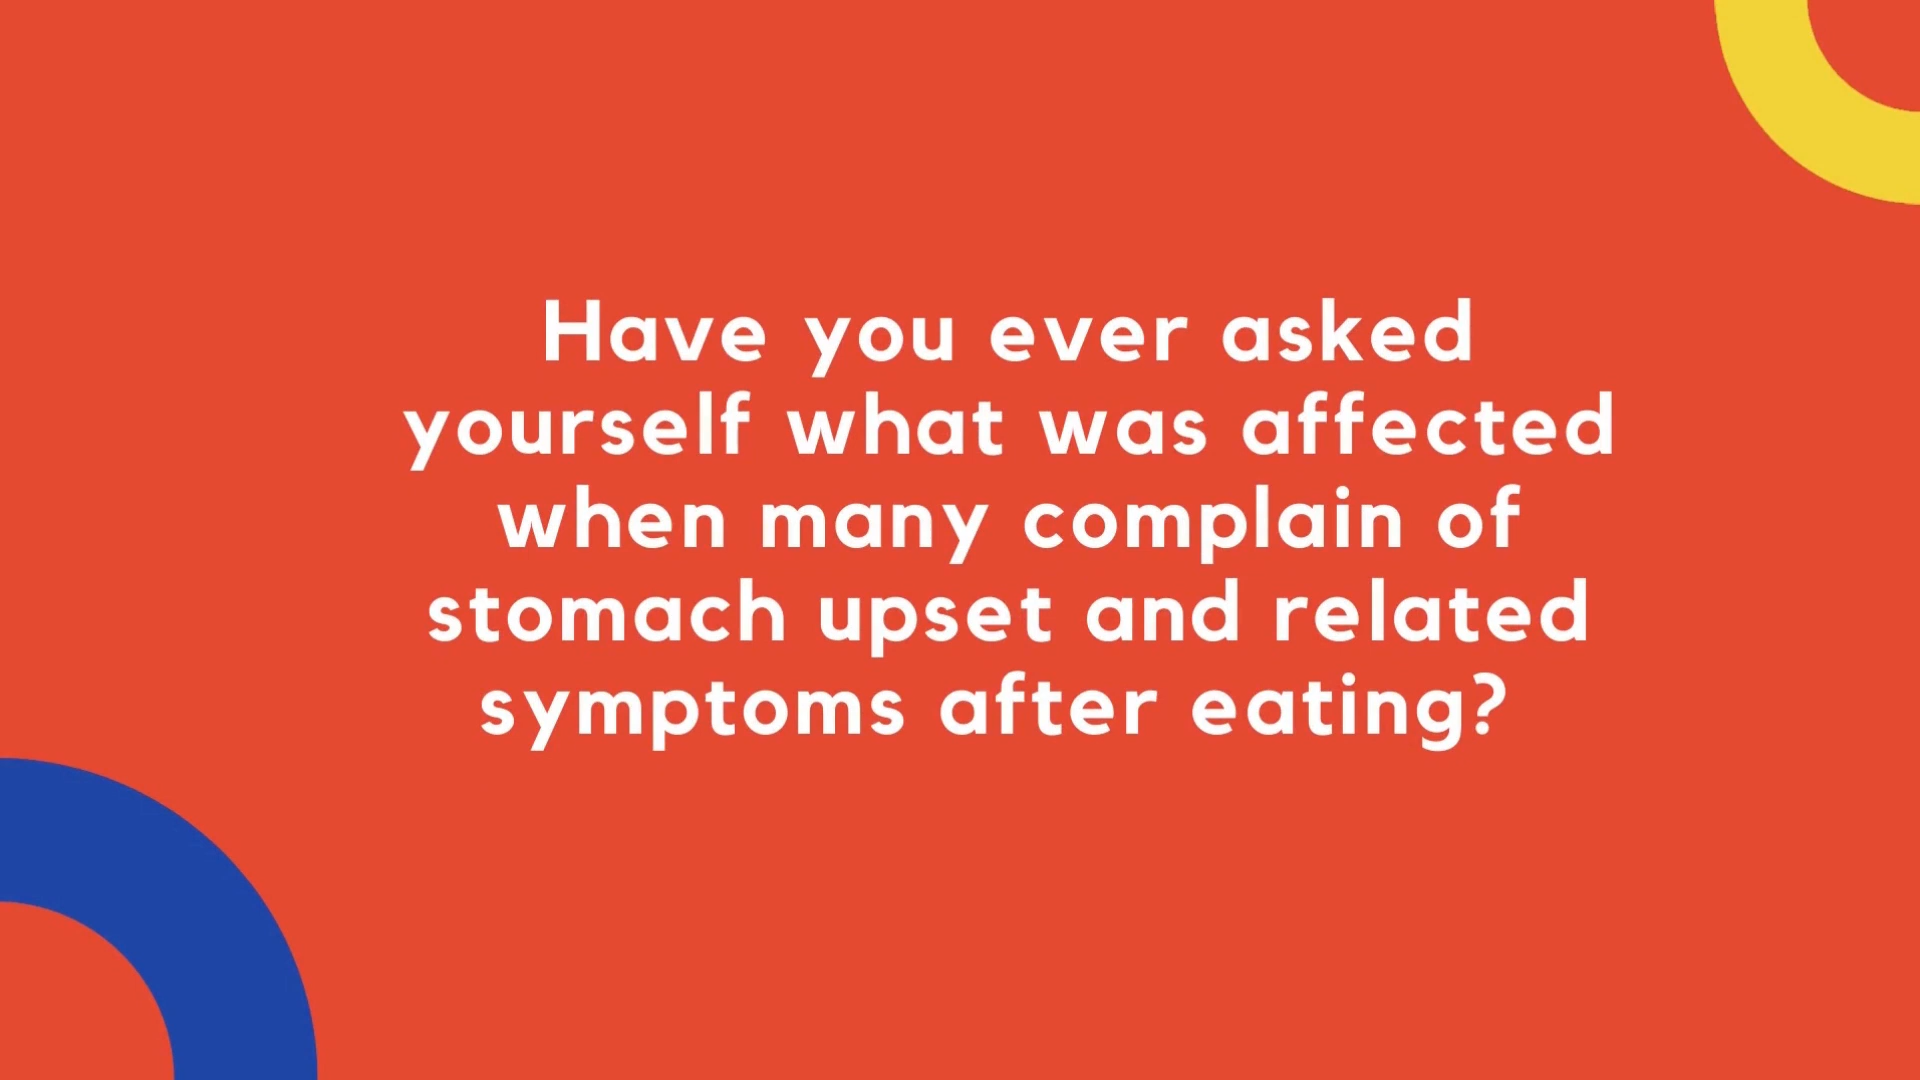 Have you ever asked
yourself what was affected
when many complain of
stomach upset and related
symptoms after eating?